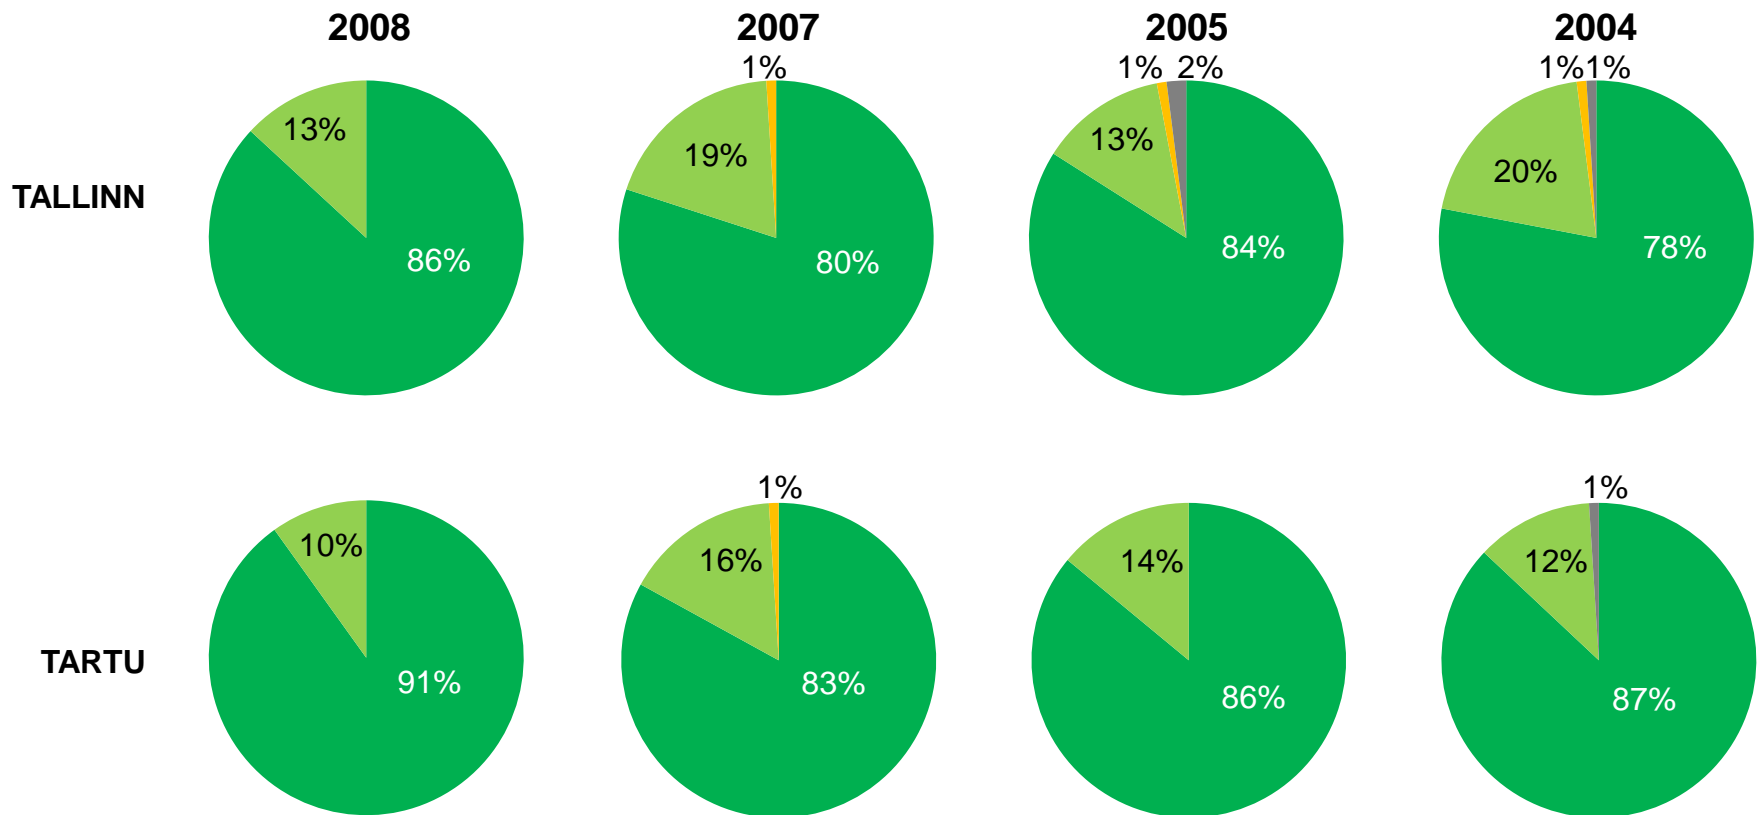 2008 2007 2005 2004
1% 1% 2% 1% 1%
13% 19% 13% 20%
TALLINN
86% 80% 84% 78%
1% 1%
10% 16% 14% 12%
TARTU
91% 83% 86% 87%